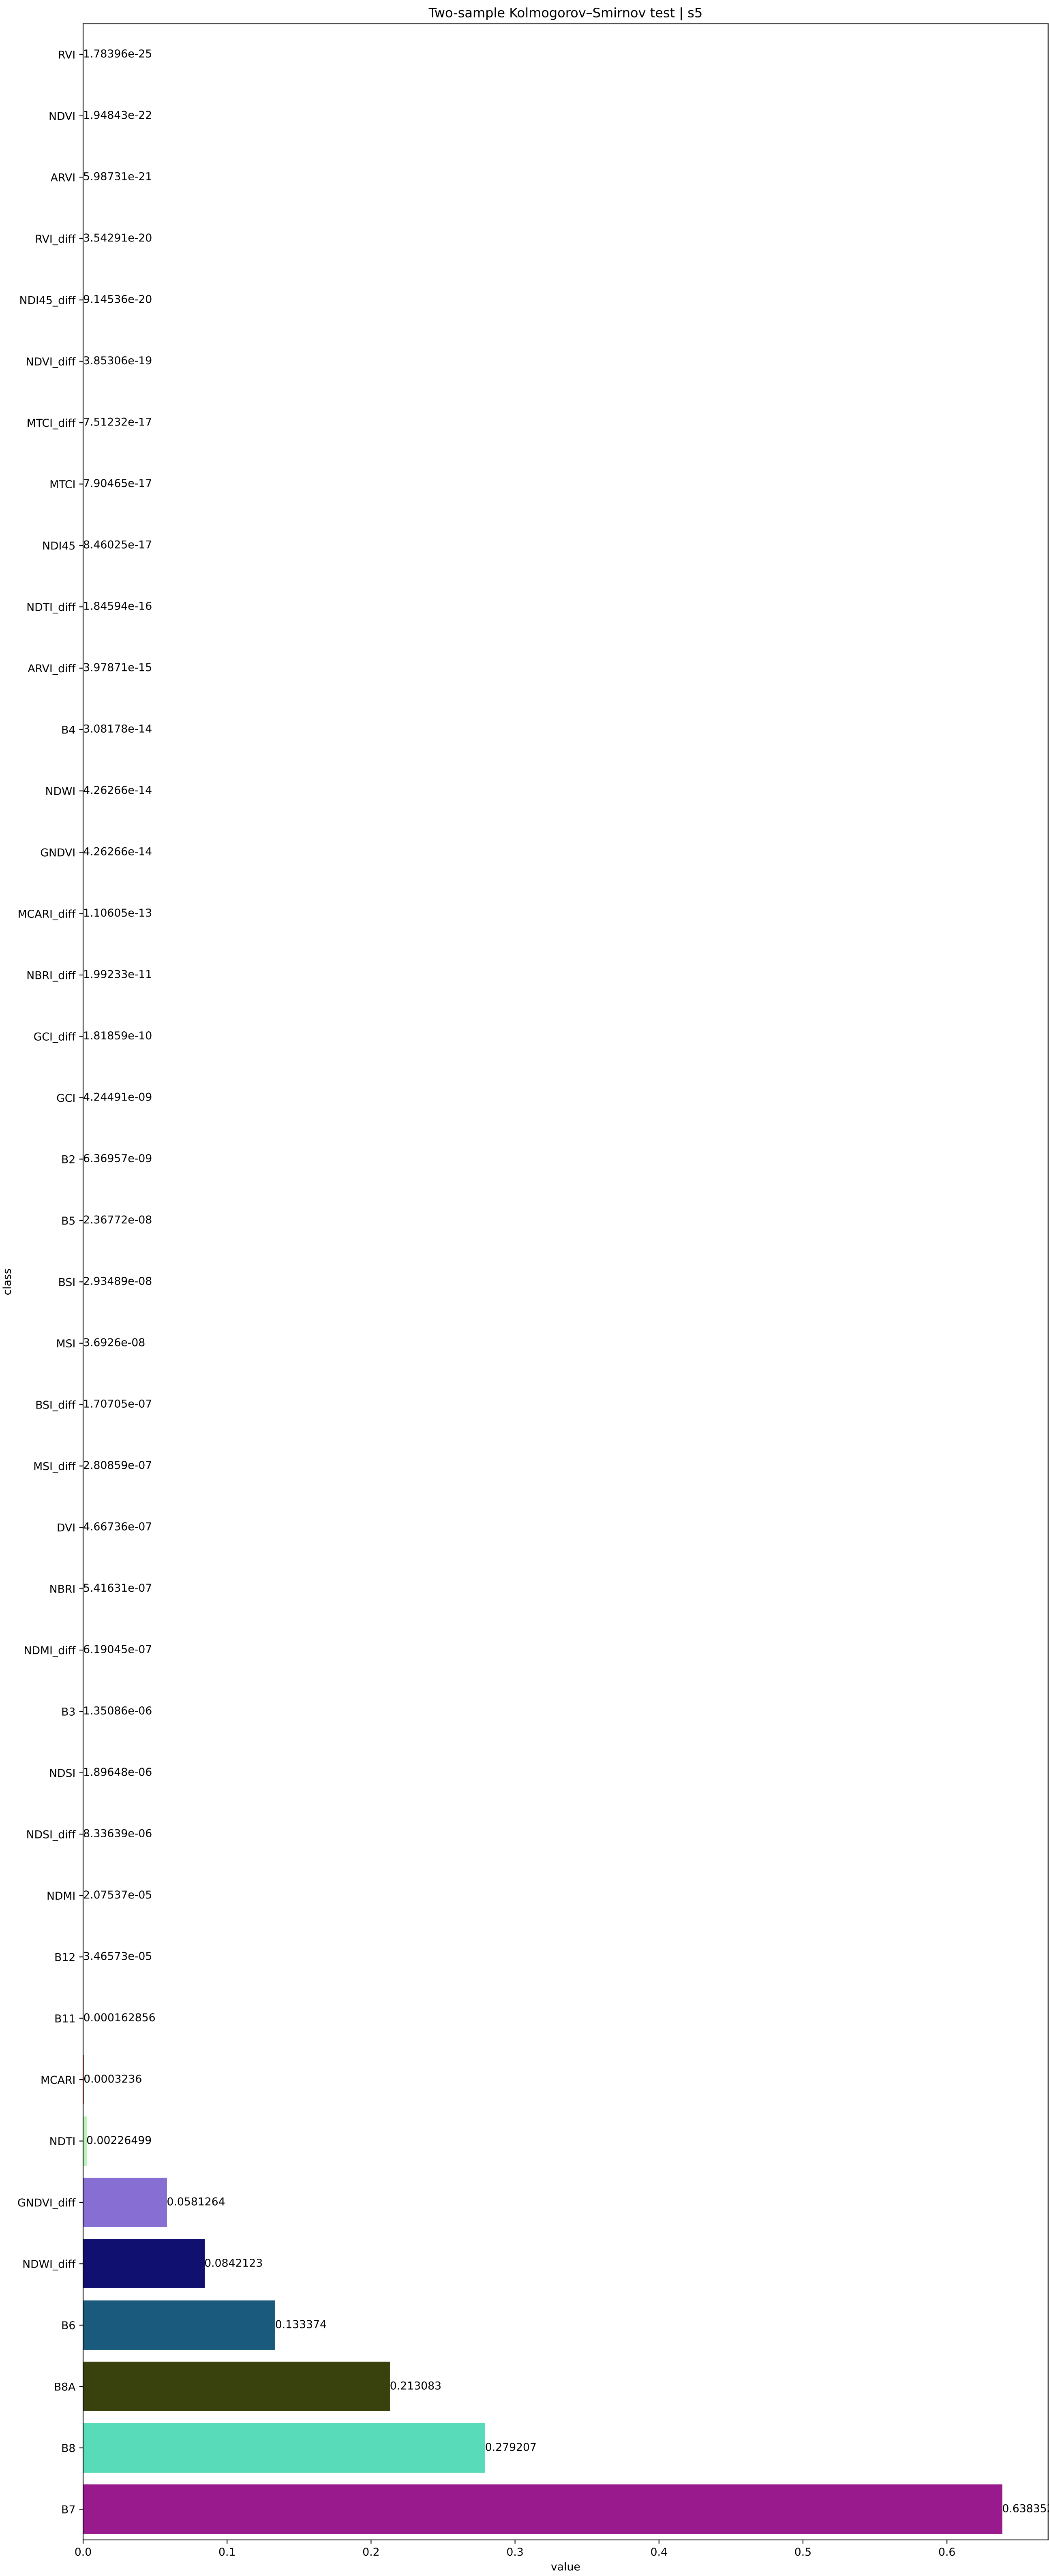 Two-sample Kolmogorov–Smirnov test | s5
RVI 1.78396e-25
NDVI 1.94843e-22
ARVI 5.98731e-21
RVI_diff 3.54291e-20
NDI45_diff 9.14536e-20
NDVI_diff 3.85306e-19
MTCI_diff 7.51232e-17
MTCI 7.90465e-17
NDI45 8.46025e-17
NDTI_diff 1.84594e-16
ARVI_diff 3.97871e-15
B4 3.08178e-14
NDWI 4.26266e-14
GNDVI 4.26266e-14
MCARI_diff 1.10605e-13
NBRI_diff 1.99233e-11
GCI_diff 1.81859e-10
GCI 4.24491e-09
B2 6.36957e-09
B5 2.36772e-08
BSI 2.93489e-08
class
MSI 3.6926e-08
BSI_diff 1.70705e-07
MSI_diff 2.80859e-07
DVI 4.66736e-07
NBRI 5.41631e-07
NDMI_diff 6.19045e-07
B3 1.35086e-06
NDSI 1.89648e-06
NDSI_diff 8.33639e-06
NDMI 2.07537e-05
B12 3.46573e-05
B11 0.000162856
MCARI 0.0003236
NDTI 0.00226499
GNDVI_diff 0.0581264
NDWI_diff 0.0842123
B6 0.133374
B8A 0.213083
B8 0.279207
B7 0.63835
0.0 0.1 0.2 0.3 0.4 0.5 0.6
value